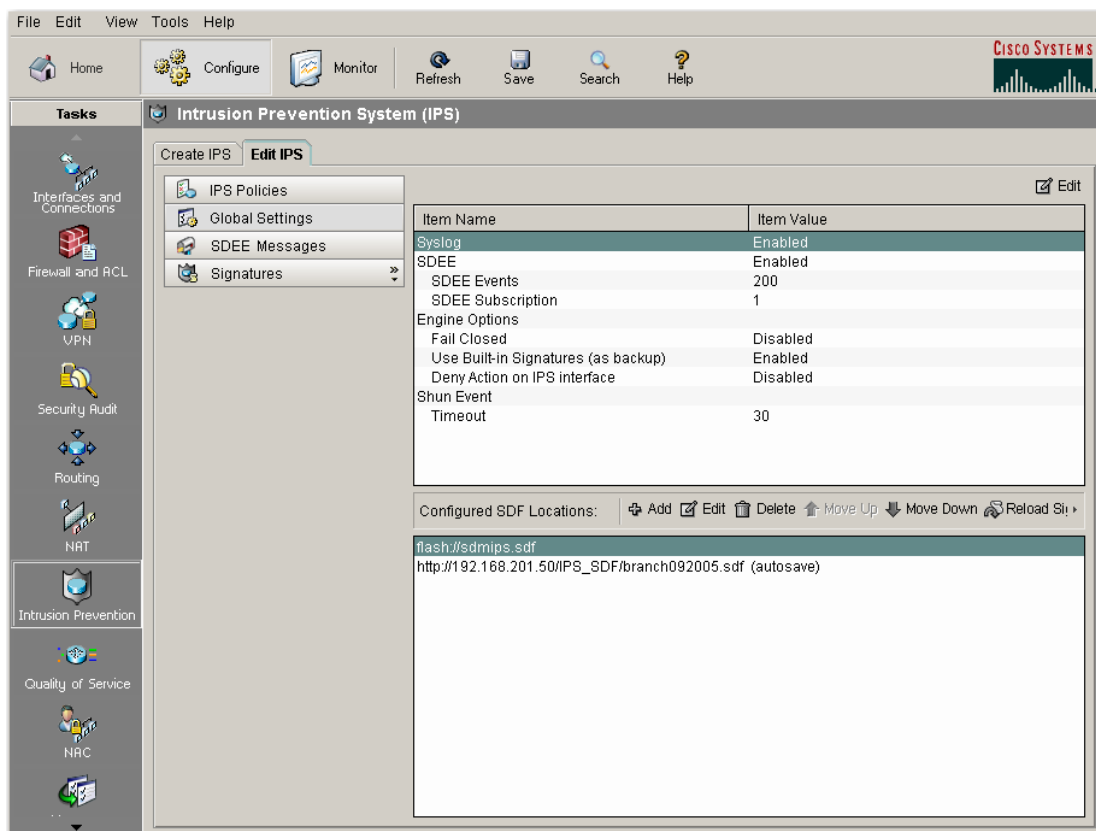 File Edit View Tools Help
Home Configure Monitor Refresh Save Search Help
CISCO SYSTEMS
Tasks
Intrusion Prevention System (IPS)
Create IPS Edit IPS
Interfaces and Connections
Firewall and ACL
VPN
Security Audit
Routing
NAT
Intrusion Prevention
Quality of Service
NAC
IPS Policies
Global Settings
SDEE Messages
Signatures »
Edit
Item Name Item Value
Syslog Enabled
SDEE Enabled
SDEE Events 200
SDEE Subscription 1
Engine Options
Fail Closed Disabled
Use Built-in Signatures (as backup) Enabled
Deny Action on IPS interface Disabled
Shun Event
Timeout 30
Configured SDF Locations: Add Edit Delete Move Up Move Down Reload Si
flash://sdmips.sdf
http://192.168.201.50/IPS_SDF/branch092005.sdf (autosave)